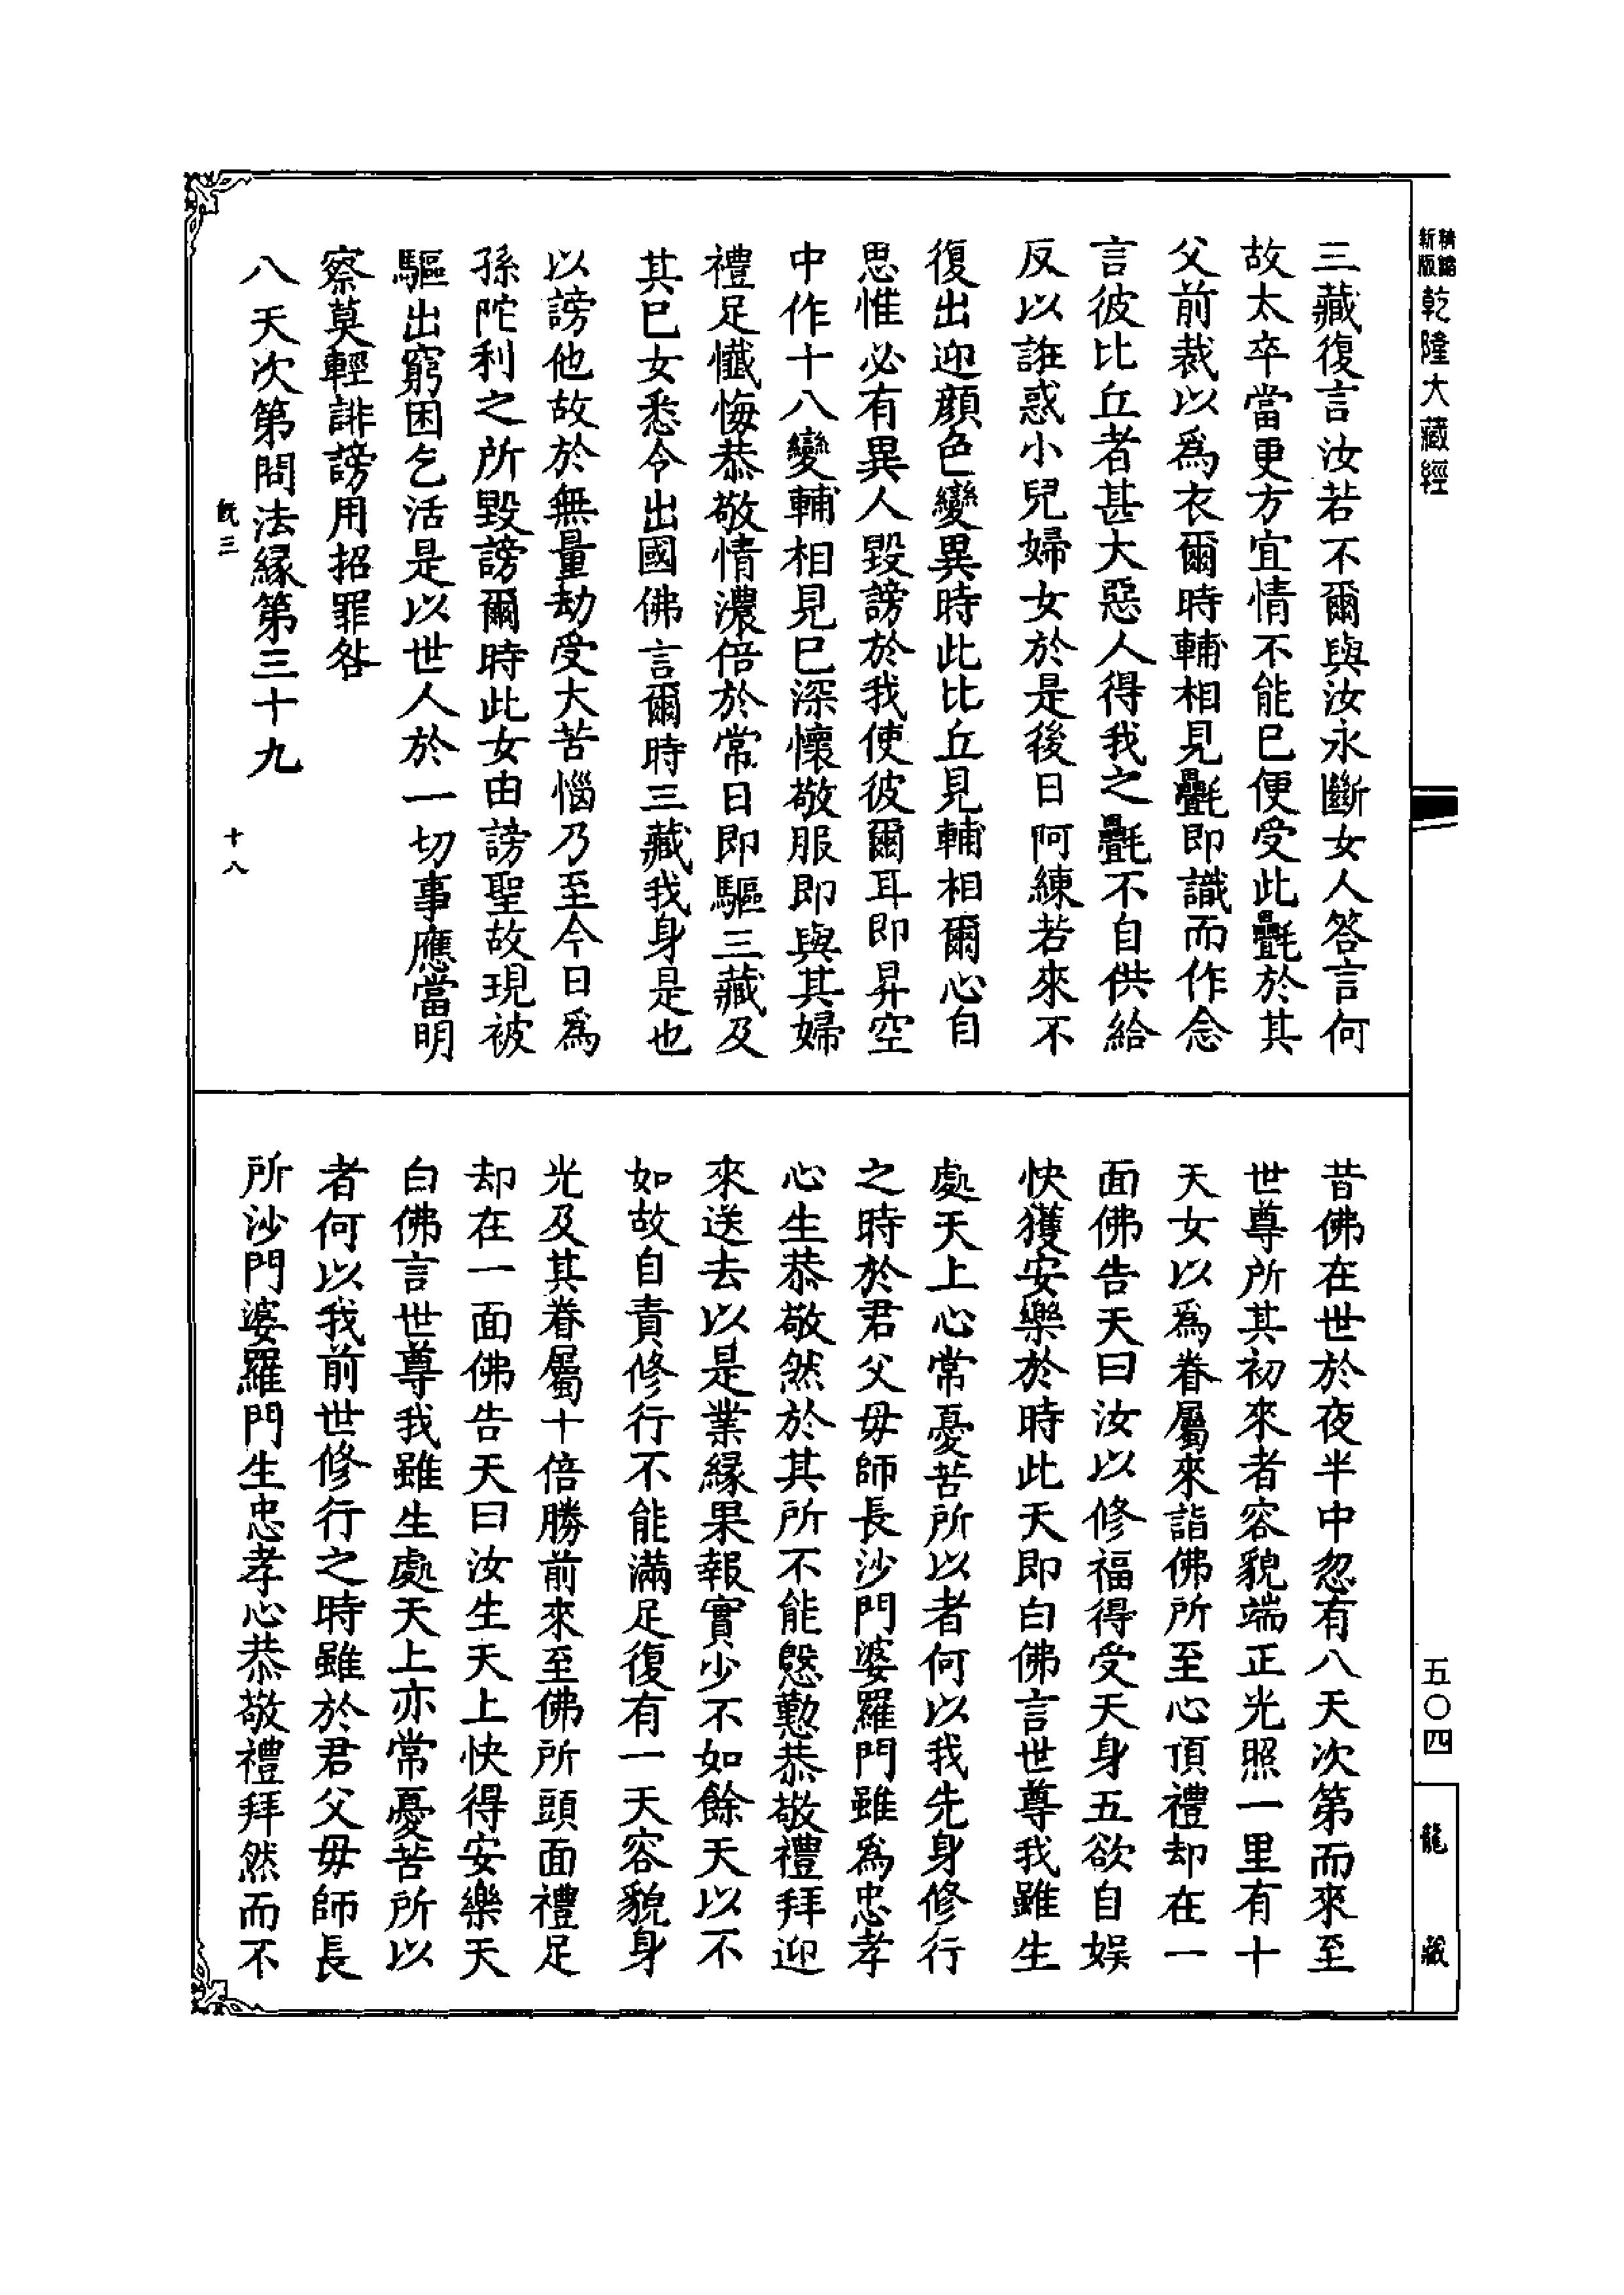 新版
精縮
乾隆大藏經
三藏復言汝若不爾與汝永斷女人答言何
故太卒當更方宜情不能已便受此㲲於其
父前裁以爲衣爾時輔相見㲲即識而作念
言彼比丘者甚大惡人得我之㲲不自供給
反以誑惑小兒婦女於是後日阿練若來不
復出迎顔色變異時此比丘見輔相爾心自
思惟必有異人毀謗於我使彼爾耳即昇空
中作十八變輔相見已深懷敬服即與其婦
禮足懺悔恭敬情濃倍於常日即驅三藏及
其已女悉令出國佛言爾時三藏我身是也
以謗他故於無量劫受大苦惱乃至今日爲
孫陀利之所毀謗爾時此女由謗聖故現被
驅出窮困乞活是以世人於一切事應當明
察莫輕誹謗用招罪咎
八天次第問法緣第三十九
旣三
十八
昔佛在世於夜半中忽有八天次第而來至
世尊所其初來者容貌端正光照一里有十
天女以爲眷屬來詣佛所至心頂禮却在一
面佛告天曰汝以修福得受天身五欲自娱
快獲安樂於時此天即白佛言世尊我雖生
處天上心常憂苦所以者何以我先身修行
之時於君父母師長沙門婆羅門雖爲忠孝
心生恭敬然於其所不能慇懃恭敬禮拜迎
來送去以是業緣果報實少不如餘天以不
如故自責修行不能滿足復有一天容貌身
光及其眷屬十倍勝前來至佛所頭面禮足
却在一面佛告天曰汝生天上快得安樂天
白佛言世尊我雖生處天上亦常憂苦所以
者何以我前世修行之時雖於君父母師長
所沙門婆羅門生忠孝心恭敬禮拜然而不
五〇四
龍藏